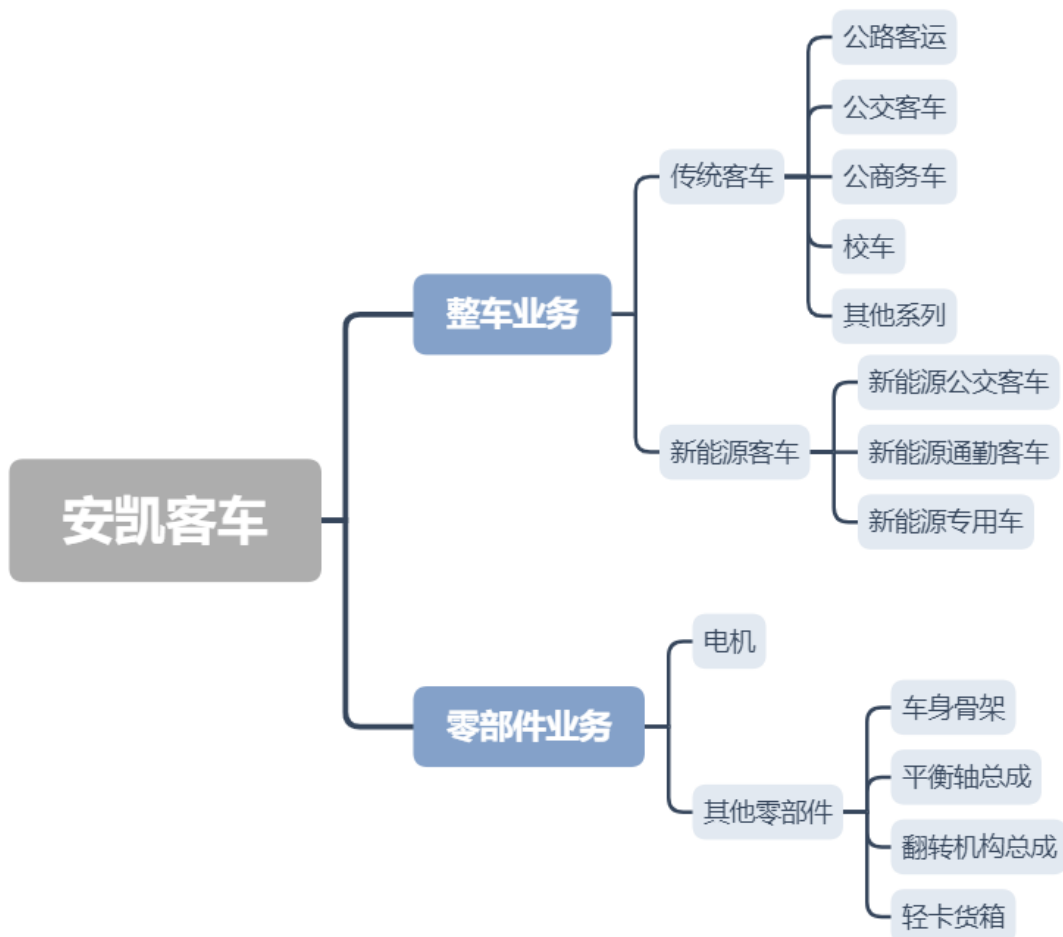 安凯客车
整车业务
传统客车
公路客运
公交客车
公商务车
校车
其他系列
新能源客车
新能源公交客车
新能源通勤客车
新能源专用车
零部件业务
电机
其他零部件
车身骨架
平衡轴总成
翻转机构总成
轻卡货箱